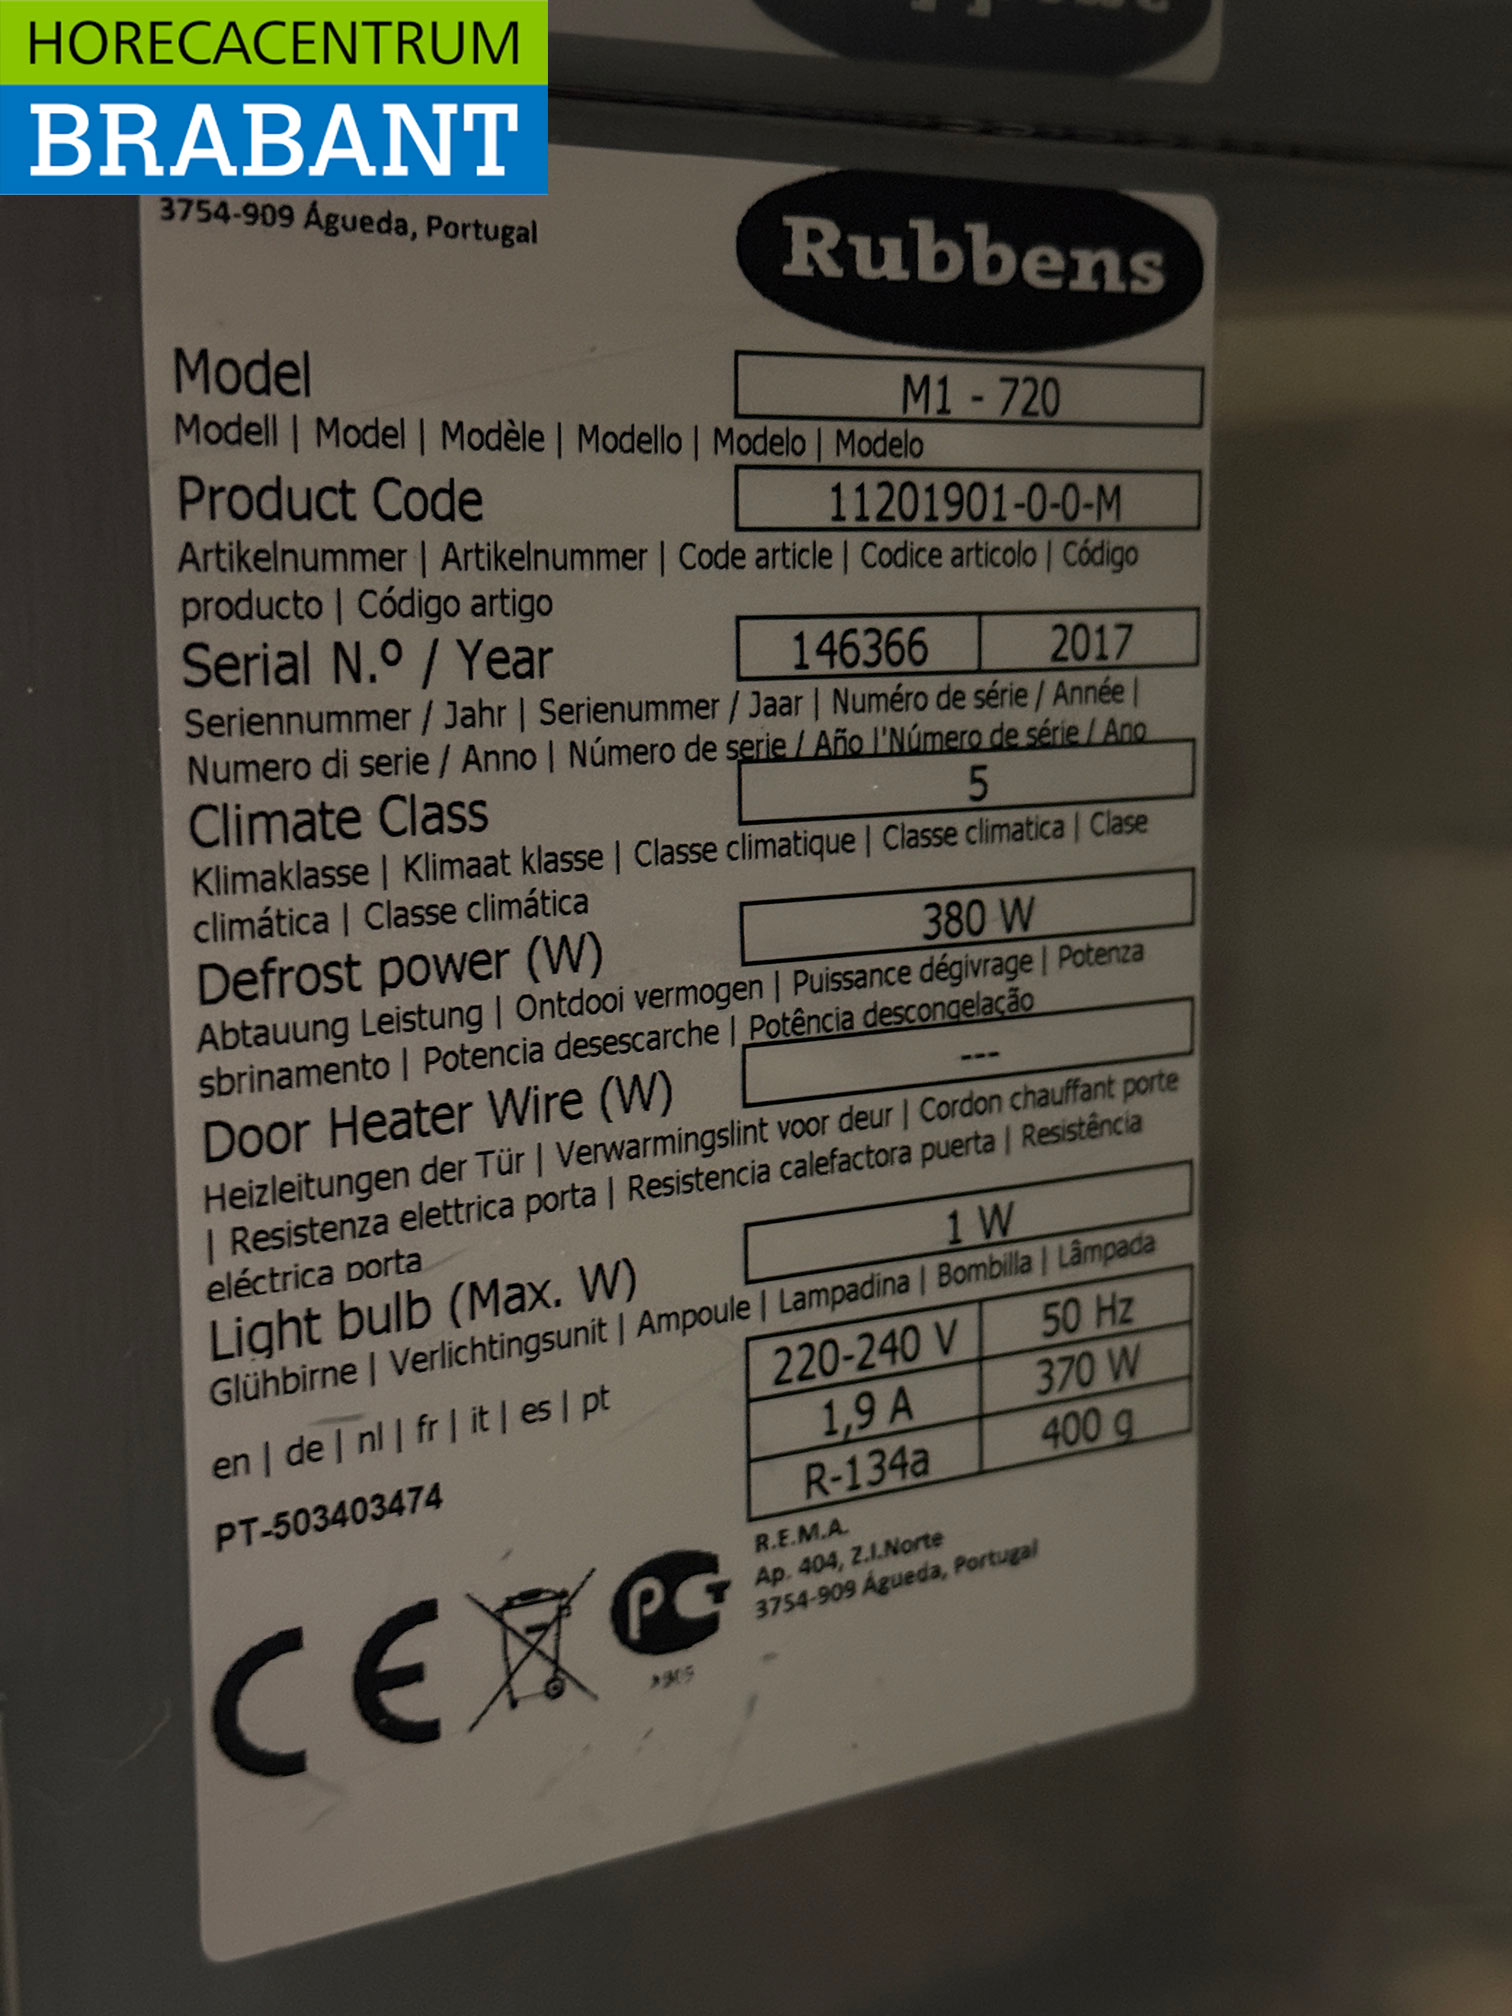 HORECACENTRUM
BRABANT
3754-909 Águeda, Portugal
Rubbens
Model
M1 - 720
Modell | Model | Modèle | Modello | Modelo | Modelo
Product Code
11201901-0-0-M
Artikelnummer | Artikelnummer | Code article | Codice articolo | Código
producto | Código artigo
Serial N.º / Year
146366
2017
Seriennummer / Jahr | Serienummer / Jaar | Numéro de série / Année |
Numero di serie / Anno | Número de serie / Año l'Número de série / Ano
Climate Class
5
Klimaklasse | Klimaat klasse | Classe climatique | Classe climatica | Clase
climática | Classe climática
Defrost power (W)
380 W
Abtauung Leistung | Ontdooi vermogen | Puissance dégivrage | Potenza
sbrinamento | Potencia desescarche | Potência descongelação
Door Heater Wire (W)
---
Heizleitungen der Tür | Verwarmingslint voor deur | Cordon chauffant porte
| Resistenza elettrica porta | Resistencia calefactora puerta | Resistência
eléctrica porta
Light bulb (Max. W)
1 W
Glühbirne | Verlichtingsunit | Ampoule | Lampadina | Bombilla | Lâmpada
220-240 V
50 Hz
1,9 A
370 W
R-134a
400 g
en | de | nl | fr | it | es | pt
PT-503403474
R.E.M.A.
Ap. 404, Z.I.Norte
3754-909 Águeda, Portugal
CE